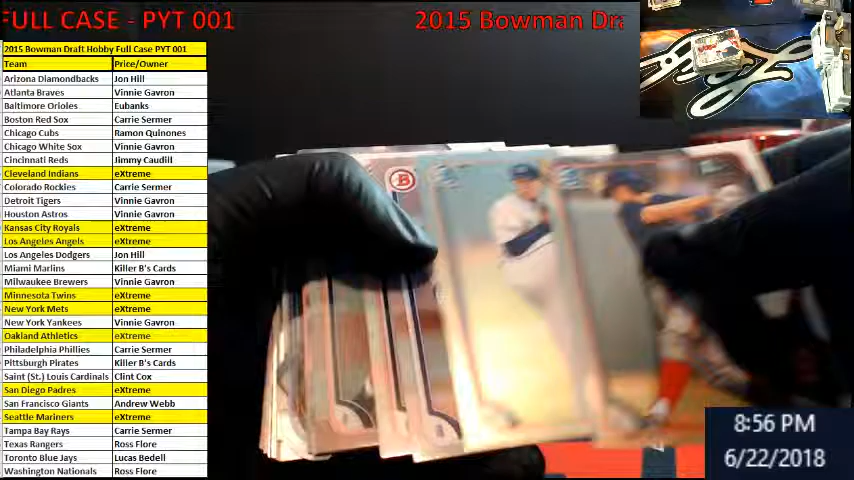 FULL CASE - PYT 001
2015 Bowman Dra
2015 Bowman Draft Hobby Full Case PYT 001
Team Price/Owner
Arizona Diamondbacks Jon Hill
Atlanta Braves Vinnie Gavron
Baltimore Orioles Eubanks
Boston Red Sox Carrie Sermer
Chicago Cubs Ramon Quinones
Chicago White Sox Vinnie Gavron
Cincinnati Reds Jimmy Caudill
Cleveland Indians eXtreme
Colorado Rockies Carrie Sermer
Detroit Tigers Vinnie Gavron
Houston Astros Vinnie Gavron
Kansas City Royals eXtreme
Los Angeles Angels eXtreme
Los Angeles Dodgers Jon Hill
Miami Marlins Killer B's Cards
Milwaukee Brewers Vinnie Gavron
Minnesota Twins eXtreme
New York Mets eXtreme
New York Yankees Vinnie Gavron
Oakland Athletics eXtreme
Philadelphia Phillies Carrie Sermer
Pittsburgh Pirates Killer B's Cards
Saint (St.) Louis Cardinals Clint Cox
San Diego Padres eXtreme
San Francisco Giants Andrew Webb
Seattle Mariners eXtreme
Tampa Bay Rays Carrie Sermer
Texas Rangers Ross Flore
Toronto Blue Jays Lucas Bedell
Washington Nationals Ross Flore
B
8:56 PM
6/22/2018